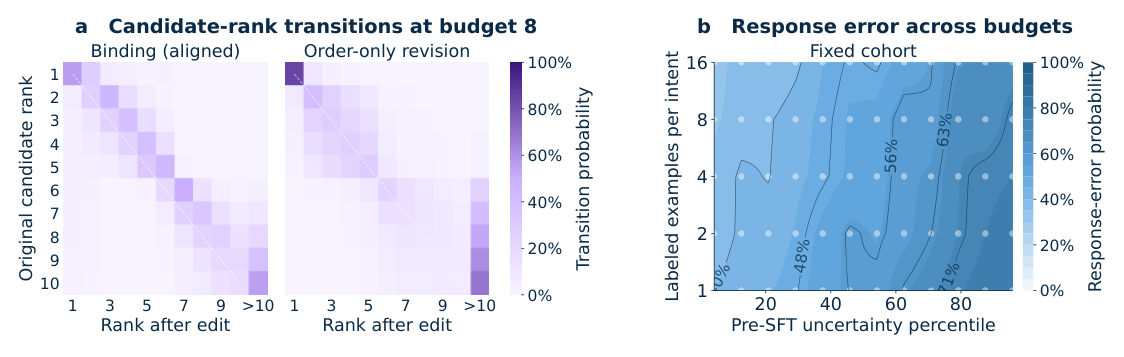 a Candidate-rank transitions at budget 8
Binding (aligned)
Order-only revision
Original candidate rank
1
2
3
4
5
6
7
8
9
10
1 3 5 7 >10
Rank after edit
1 3 5 7 >10
Rank after edit
100%
80%
60%
40%
20%
0%
Transition probability
b Response error across budgets
Fixed cohort
Labeled examples per intent
16
8
4
2
1
48%
56%
63%
71%
20 40 60 80
Pre-SFT uncertainty percentile
100%
80%
60%
40%
20%
0%
Response-error probability